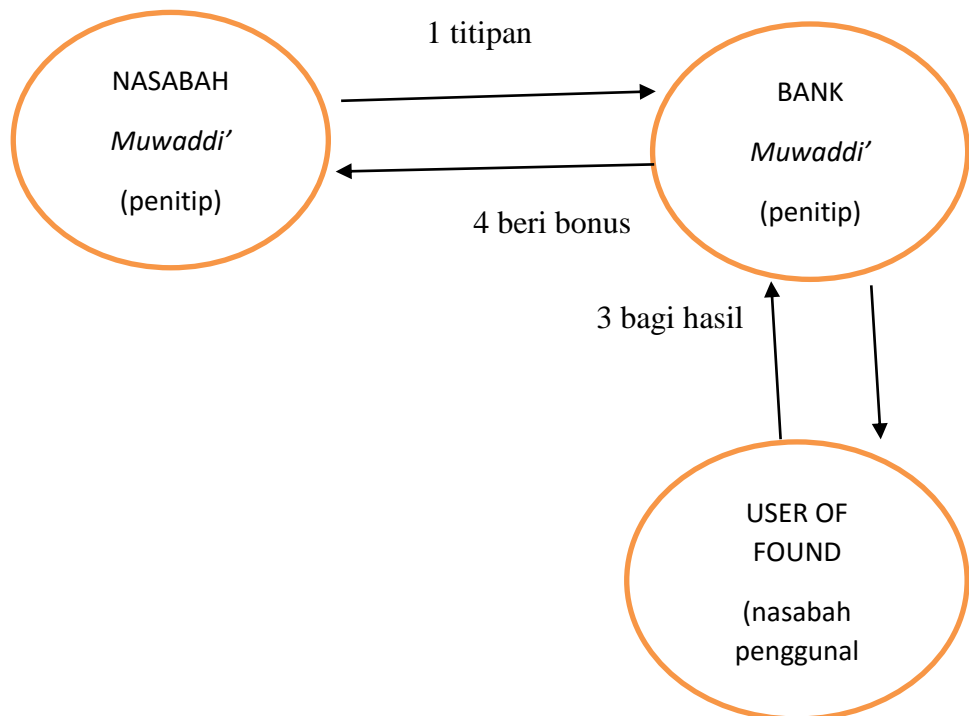 1 titipan
NASABAH
Muwaddi’
(penitip)
BANK
Muwaddi’
(penitip)
4 beri bonus
3 bagi hasil
USER OF
FOUND
(nasabah
penggunal